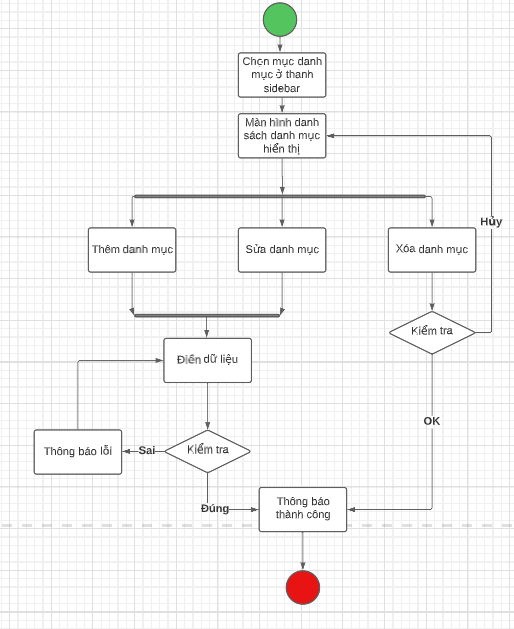 Chọn mục danh
mục ở thanh
sidebar
Màn hình danh
sách danh mục
hiển thị
Hủy
Thêm danh mục
Sửa danh mục
Xóa danh mục
Kiểm tra
Điền dữ liệu
OK
Thông báo lỗi
Sai
Kiểm tra
Đúng
Thông báo
thành công